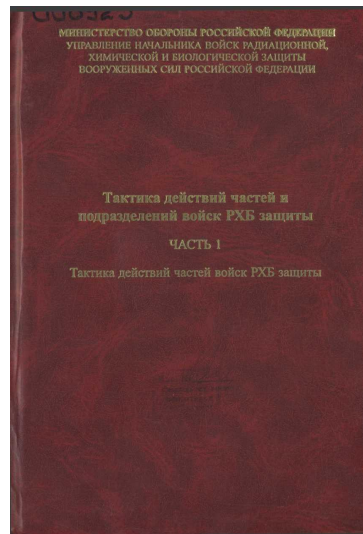 МИНИСТЕРСТВО ОБОРОНЫ РОССИЙСКОЙ ФЕДЕРАЦИИ
УПРАВЛЕНИЕ НАЧАЛЬНИКА ВОЙСК РАДИАЦИОННОЙ,
ХИМИЧЕСКОЙ И БИОЛОГИЧЕСКОЙ ЗАЩИТЫ
ВООРУЖЕННЫХ СИЛ РОССИЙСКОЙ ФЕДЕРАЦИИ
Тактика действий частей и
подразделений войск РХБ защиты
ЧАСТЬ 1
Тактика действий частей войск РХБ защиты